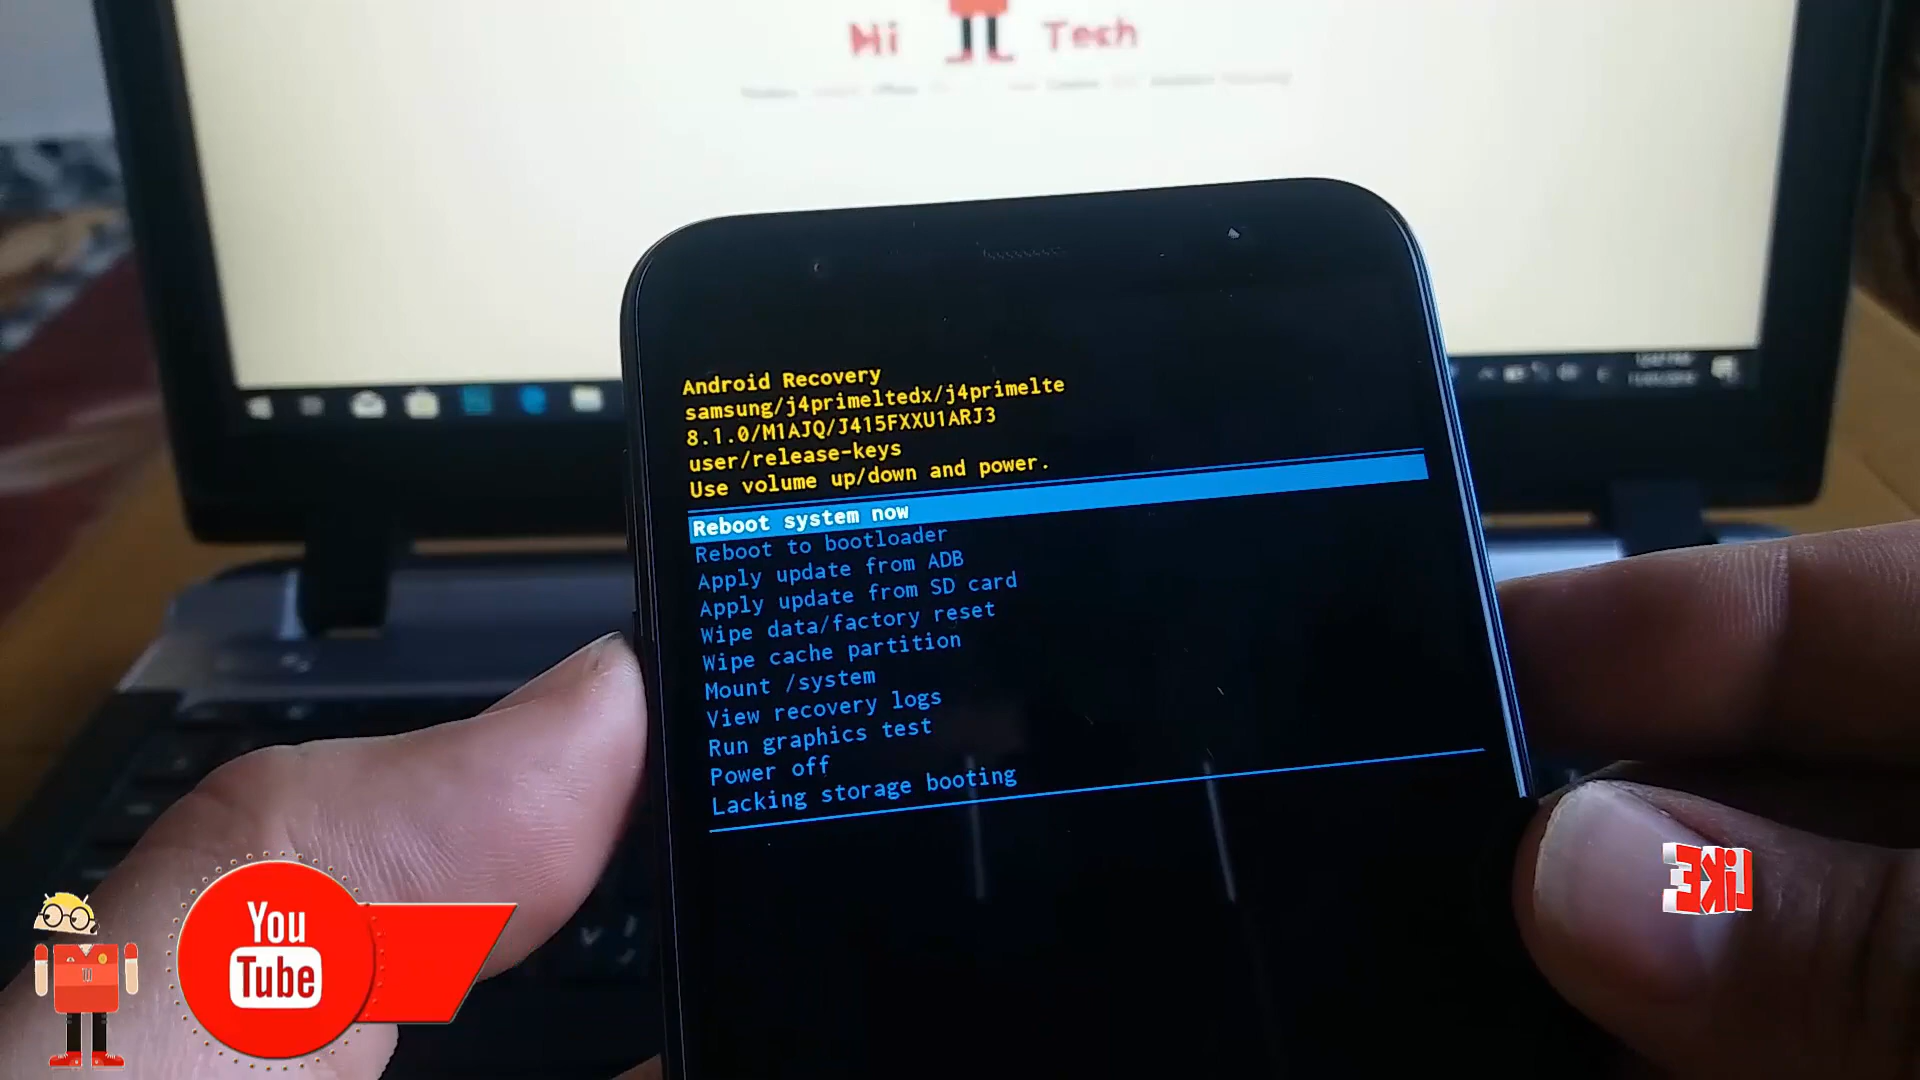 Hi Tech
Android Recovery
samsung/j4primeltedx/j4primelte
8.1.0/M1AJQ/J415FXXU1ARJ3
user/release-keys
Use volume up/down and power.
Reboot system now
Reboot to bootloader
Apply update from ADB
Apply update from SD card
Wipe data/factory reset
Wipe cache partition
Mount /system
View recovery logs
Run graphics test
Power off
Lacking storage booting
You
Tube
LIKE